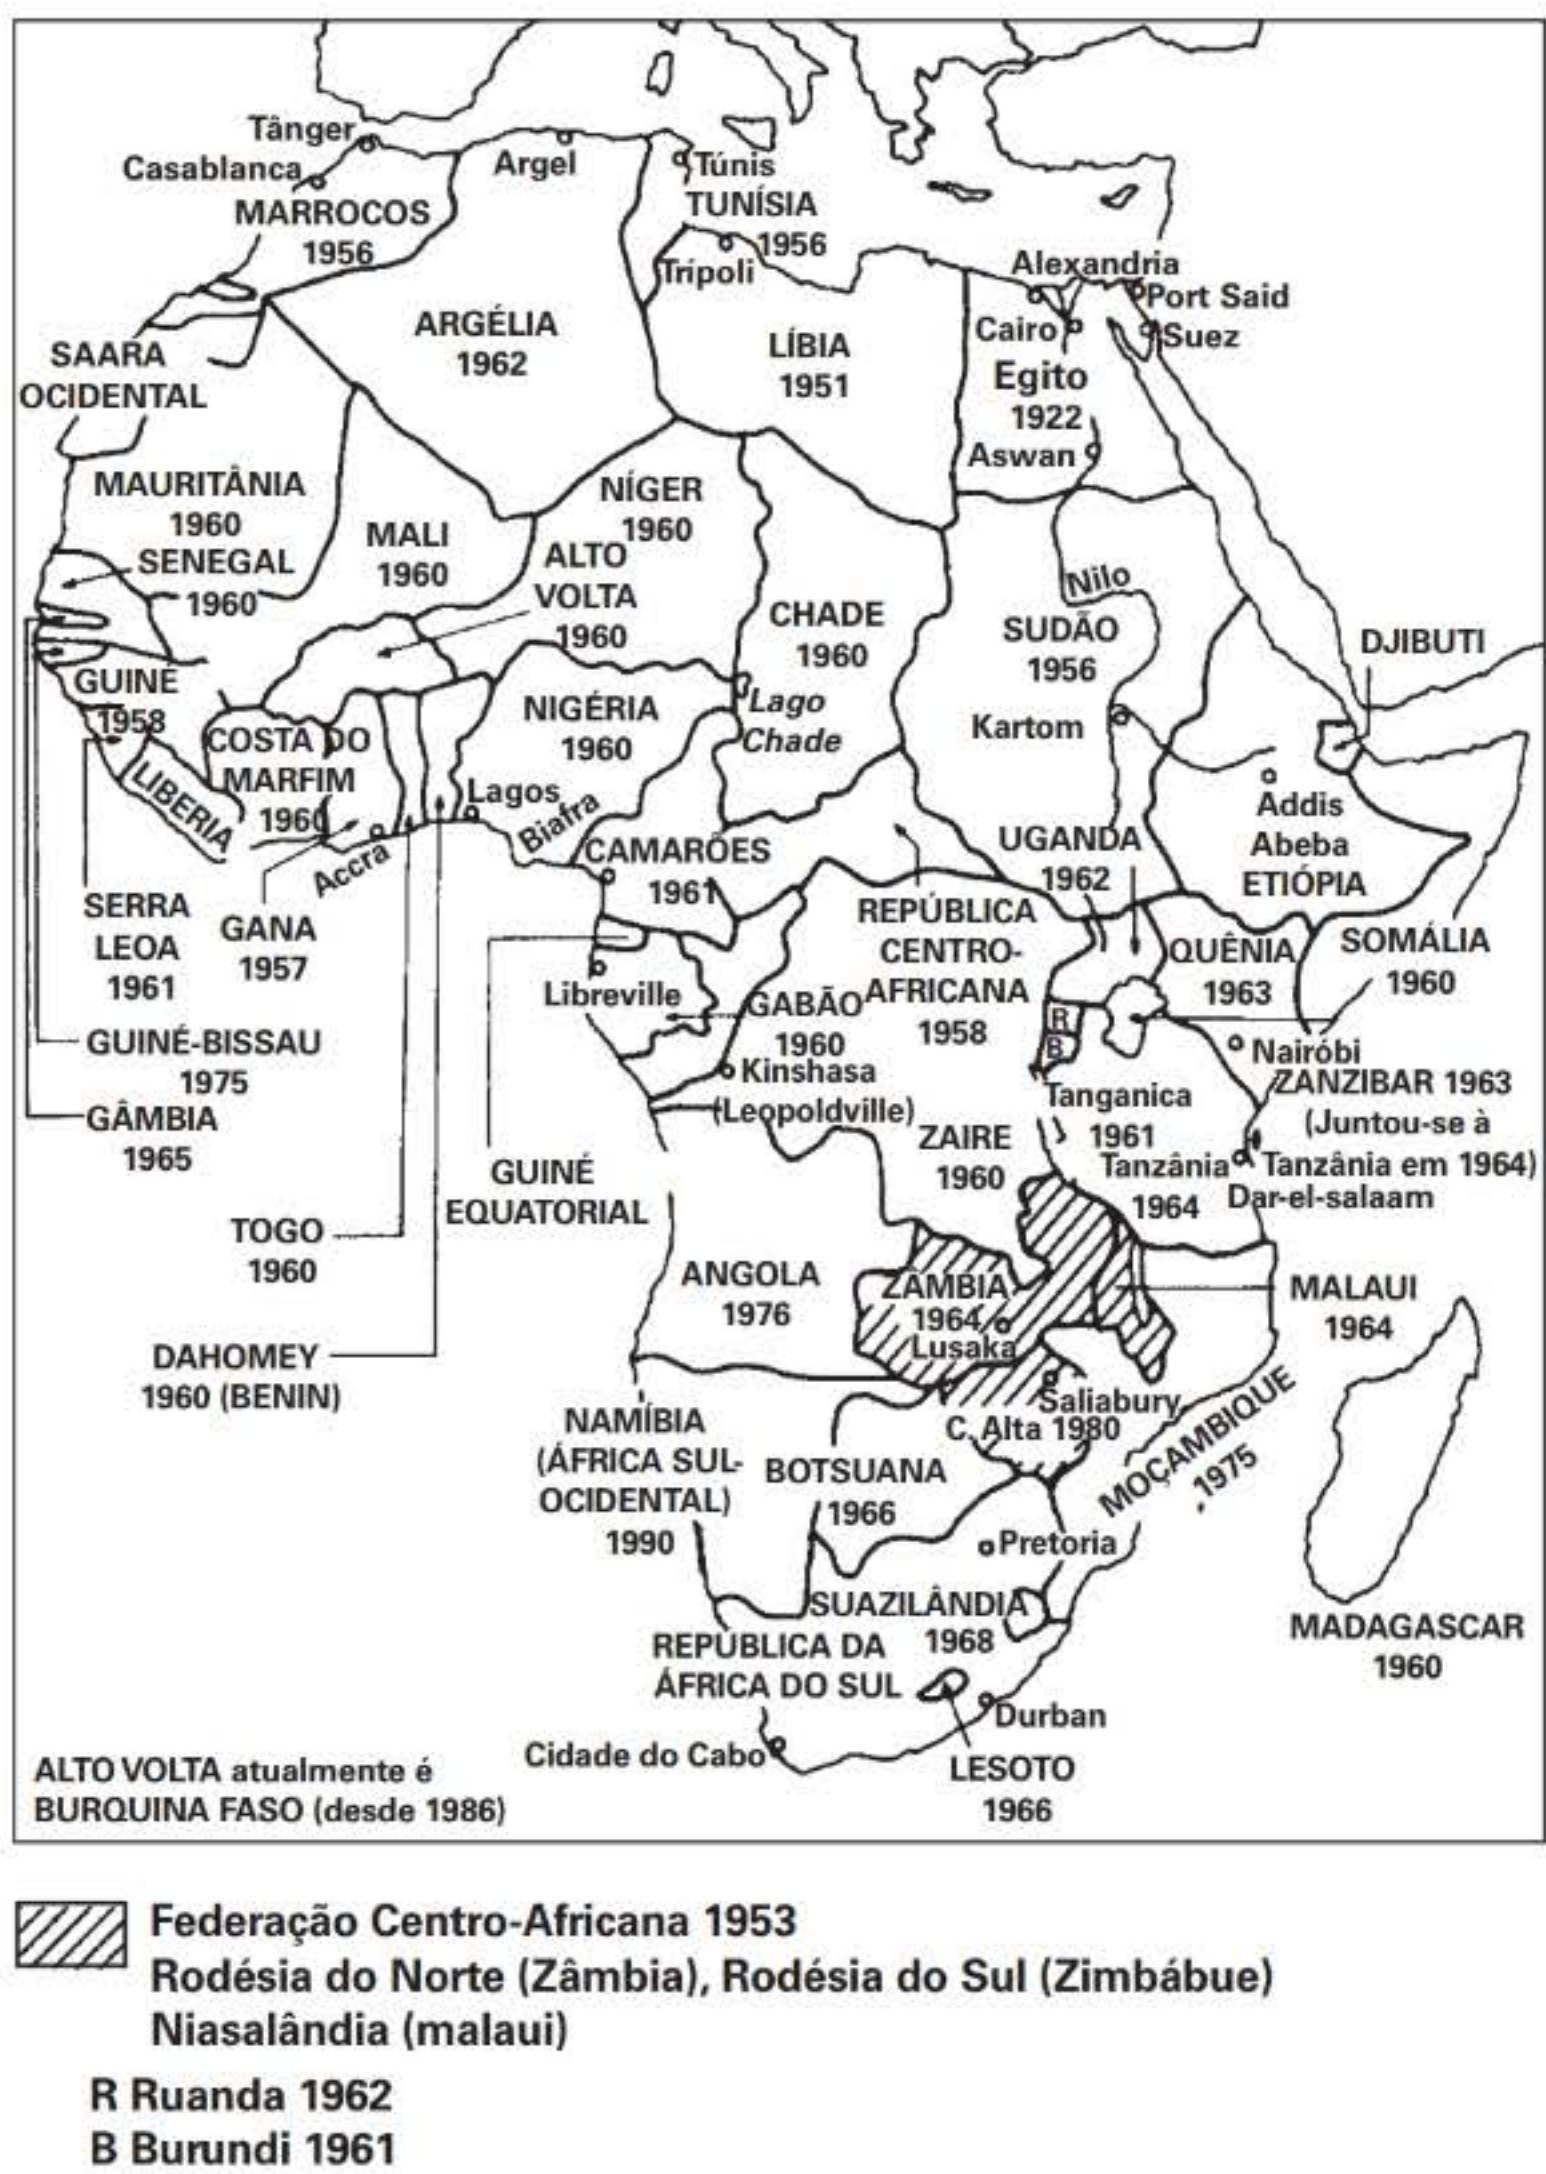 Tânger
Casablanca
MARROCOS
1956
Argel
Túnis
TUNÍSIA
1956
Trípoli
Alexandria
Port Said
Cairo
Suez
Egito
1922
Aswan
ARGÉLIA
1962
LÍBIA
1951
SAARA
OCIDENTAL
MAURITÂNIA
1960
SENEGAL
1960
MALI
1960
NÍGER
1960
ALTO
VOLTA
1960
CHADE
1960
Nilo
SUDÃO
1956
Kartom
DJIBUTI
GUINÉ
1958
COSTA DO
MARFIM
1960
LIBERIA
NIGÉRIA
1960
Lago
Chade
Lagos
Biafra
Accra
CAMARÕES
1961
UGANDA
1962
Addis
Abeba
ETIÓPIA
SERRA
LEOA
1961
GANA
1957
REPÚBLICA
CENTRO-
AFRICANA
1958
QUÊNIA
1963
SOMÁLIA
1960
Libreville
GABÃO
1960
R
B
Nairóbi
GUINÉ-BISSAU
1975
GÂMBIA
1965
Kinshasa
(Leopoldville)
Tanganica
1961
ZANZIBAR 1963
(Juntou-se à
Tanzânia em 1964)
ZAIRE
1960
Tanzânia
1964
Dar-el-salaam
GUINÉ
EQUATORIAL
TOGO
1960
ANGOLA
1976
ZÂMBIA
1964
Lusaka
MALAUI
1964
DAHOMEY
1960 (BENIN)
NAMÍBIA
(ÁFRICA SUL-
OCIDENTAL)
1990
Saliabury
C. Alta 1980
BOTSUANA
1966
MOÇAMBIQUE
1975
Pretoria
SUAZILÂNDIA
1968
MADAGASCAR
1960
REPÚBLICA DA
ÁFRICA DO SUL
Durban
Cidade do Cabo
LESOTO
1966
ALTO VOLTA atualmente é
BURQUINA FASO (desde 1986)
Federação Centro-Africana 1953
Rodésia do Norte (Zâmbia), Rodésia do Sul (Zimbábue)
Niasalândia (malaui)
R Ruanda 1962
B Burundi 1961